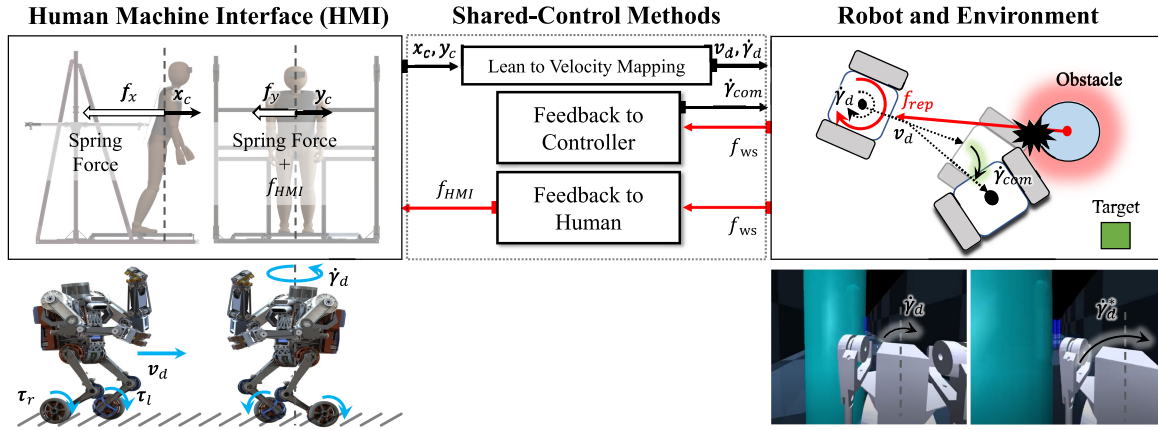 Human Machine Interface (HMI)
Shared-Control Methods
Robot and Environment
f_x
x_c
Spring
Force
f_y
y_c
Spring Force
+
f_HMI
x_c, y_c
Lean to Velocity Mapping
v_d, γ̇_d
γ̇_com
Feedback to
Controller
f_ws
f_HMI
Feedback to
Human
f_ws
Obstacle
γ̇_d
f_rep
v_d
γ̇_com
Target
γ̇_d
v_d
τ_r
τ_l
γ̇_d
γ̇_d^*